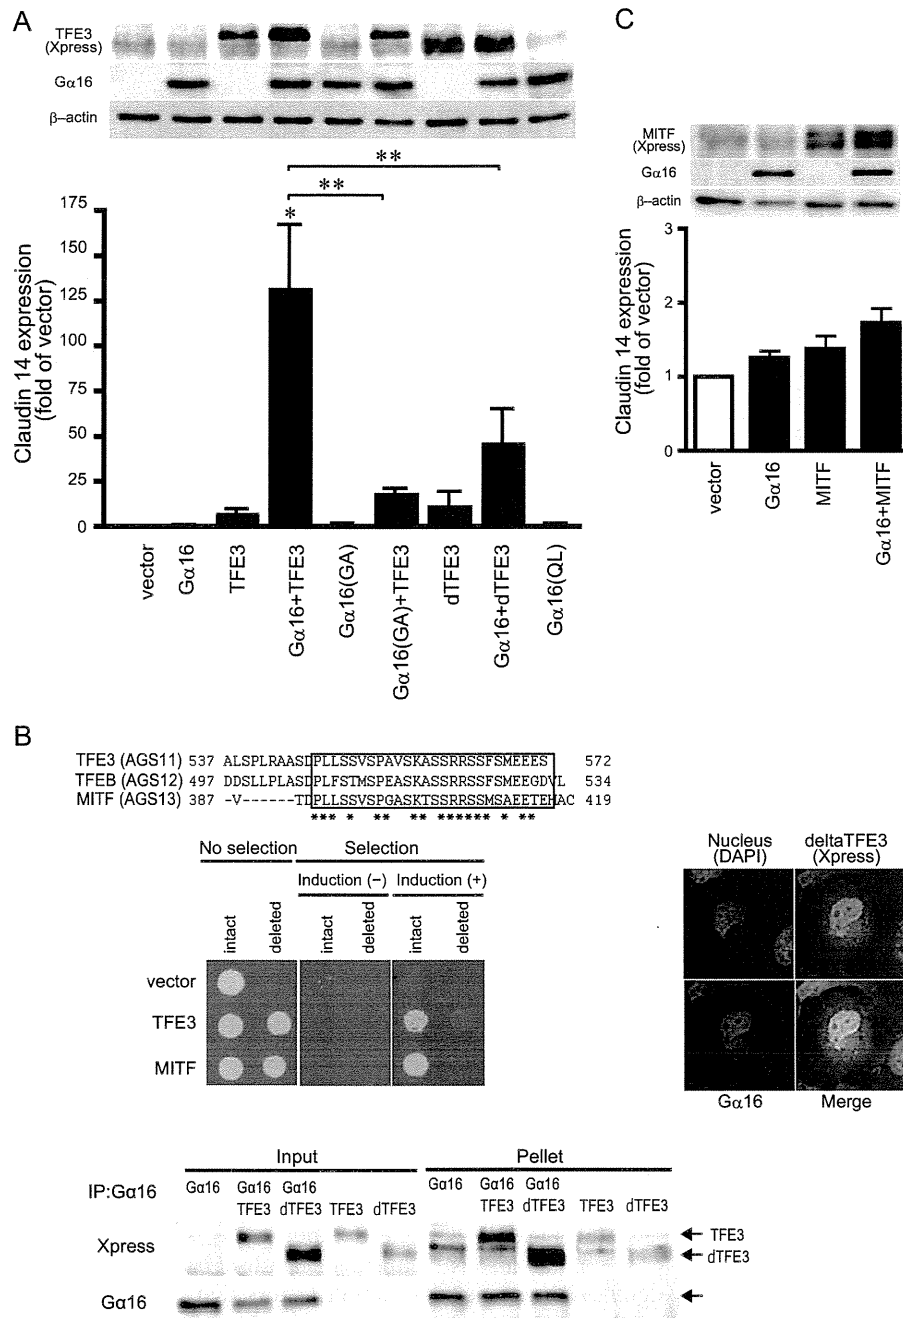 A
TFE3
(Xpress)
Gα16
β–actin
**
**
*
175
150
125
100
75
50
25
0
Claudin 14 expression
(fold of vector)
vector
Gα16
TFE3
Gα16+TFE3
Gα16(GA)
Gα16(GA)+TFE3
dTFE3
Gα16+dTFE3
Gα16(QL)
C
MITF
(Xpress)
Gα16
β–actin
3
2
1
0
Claudin 14 expression
(fold of vector)
vector
Gα16
MITF
Gα16+MITF
B
TFE3 (AGS11) 537 ALSPLRAASDPLLSSVSPAVSKASSRRSSFSMEEES 572
TFEB (AGS12) 497 DDSLLPLASDPLFSTMSPEASKASSRRSSFSMEEGDVL 534
MITF (AGS13) 387 -V------TDPLLSSVSPGASKTSSRRSSMSAEETEHAC 419
*** * ** ** ****** * **
No selection Selection
Induction (–) Induction (+)
intact deleted intact deleted intact deleted
vector
TFE3
MITF
Nucleus
(DAPI)
deltaTFE3
(Xpress)
Gα16 Merge
Input Pellet
IP:Gα16
Gα16 Gα16 TFE3 Gα16 dTFE3 TFE3 dTFE3 Gα16 Gα16 TFE3 Gα16 dTFE3 TFE3 dTFE3
Xpress
TFE3
dTFE3
Gα16